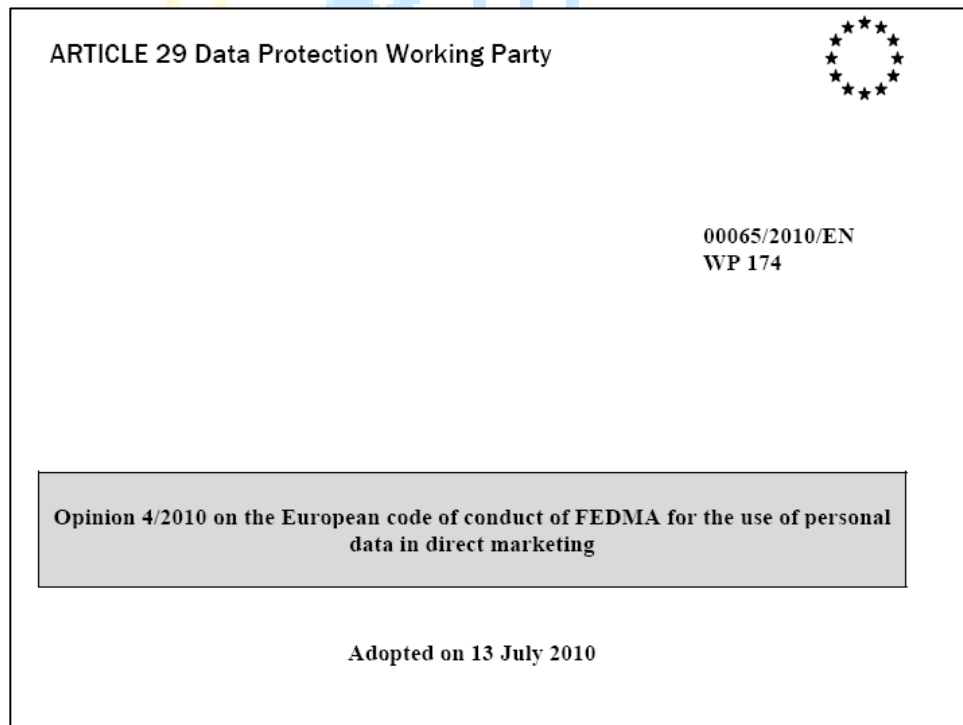 ARTICLE 29 Data Protection Working Party
00065/2010/EN
WP 174
Opinion 4/2010 on the European code of conduct of FEDMA for the use of personal
data in direct marketing
Adopted on 13 July 2010